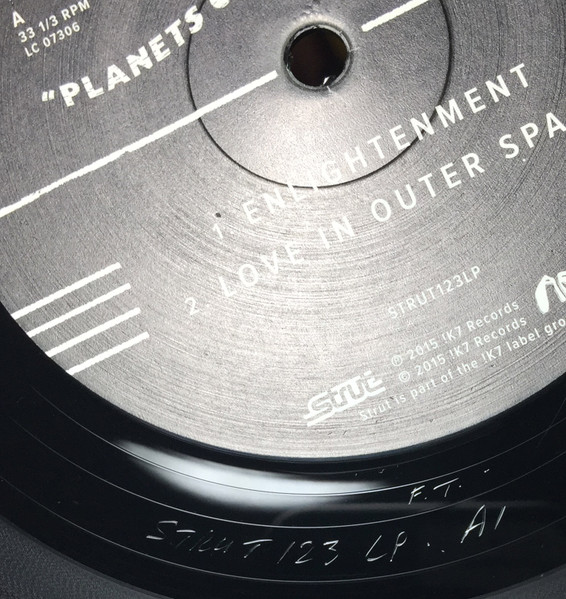 A
33 1/3 RPM
LC 07306
"PLANETS
1. ENLIGHTENMENT
2. LOVE IN OUTER SPA
STRUT123LP
℗ 2015 !K7 Records
© 2015 !K7 Records
Strut is part of the !K7 label gro
Strut
F.T.
STRUT 123 LP.. A1